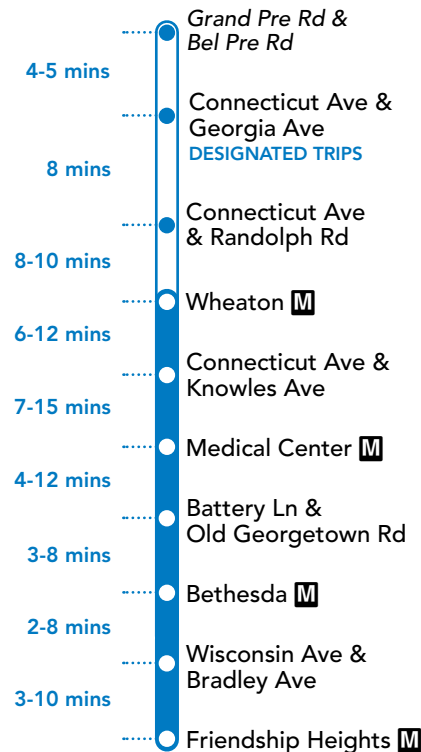 Grand Pre Rd &
Bel Pre Rd
4-5 mins
Connecticut Ave &
Georgia Ave
DESIGNATED TRIPS
8 mins
Connecticut Ave
& Randolph Rd
8-10 mins
Wheaton M
6-12 mins
Connecticut Ave &
Knowles Ave
7-15 mins
Medical Center M
4-12 mins
Battery Ln &
Old Georgetown Rd
3-8 mins
Bethesda M
2-8 mins
Wisconsin Ave &
Bradley Ave
3-10 mins
Friendship Heights M